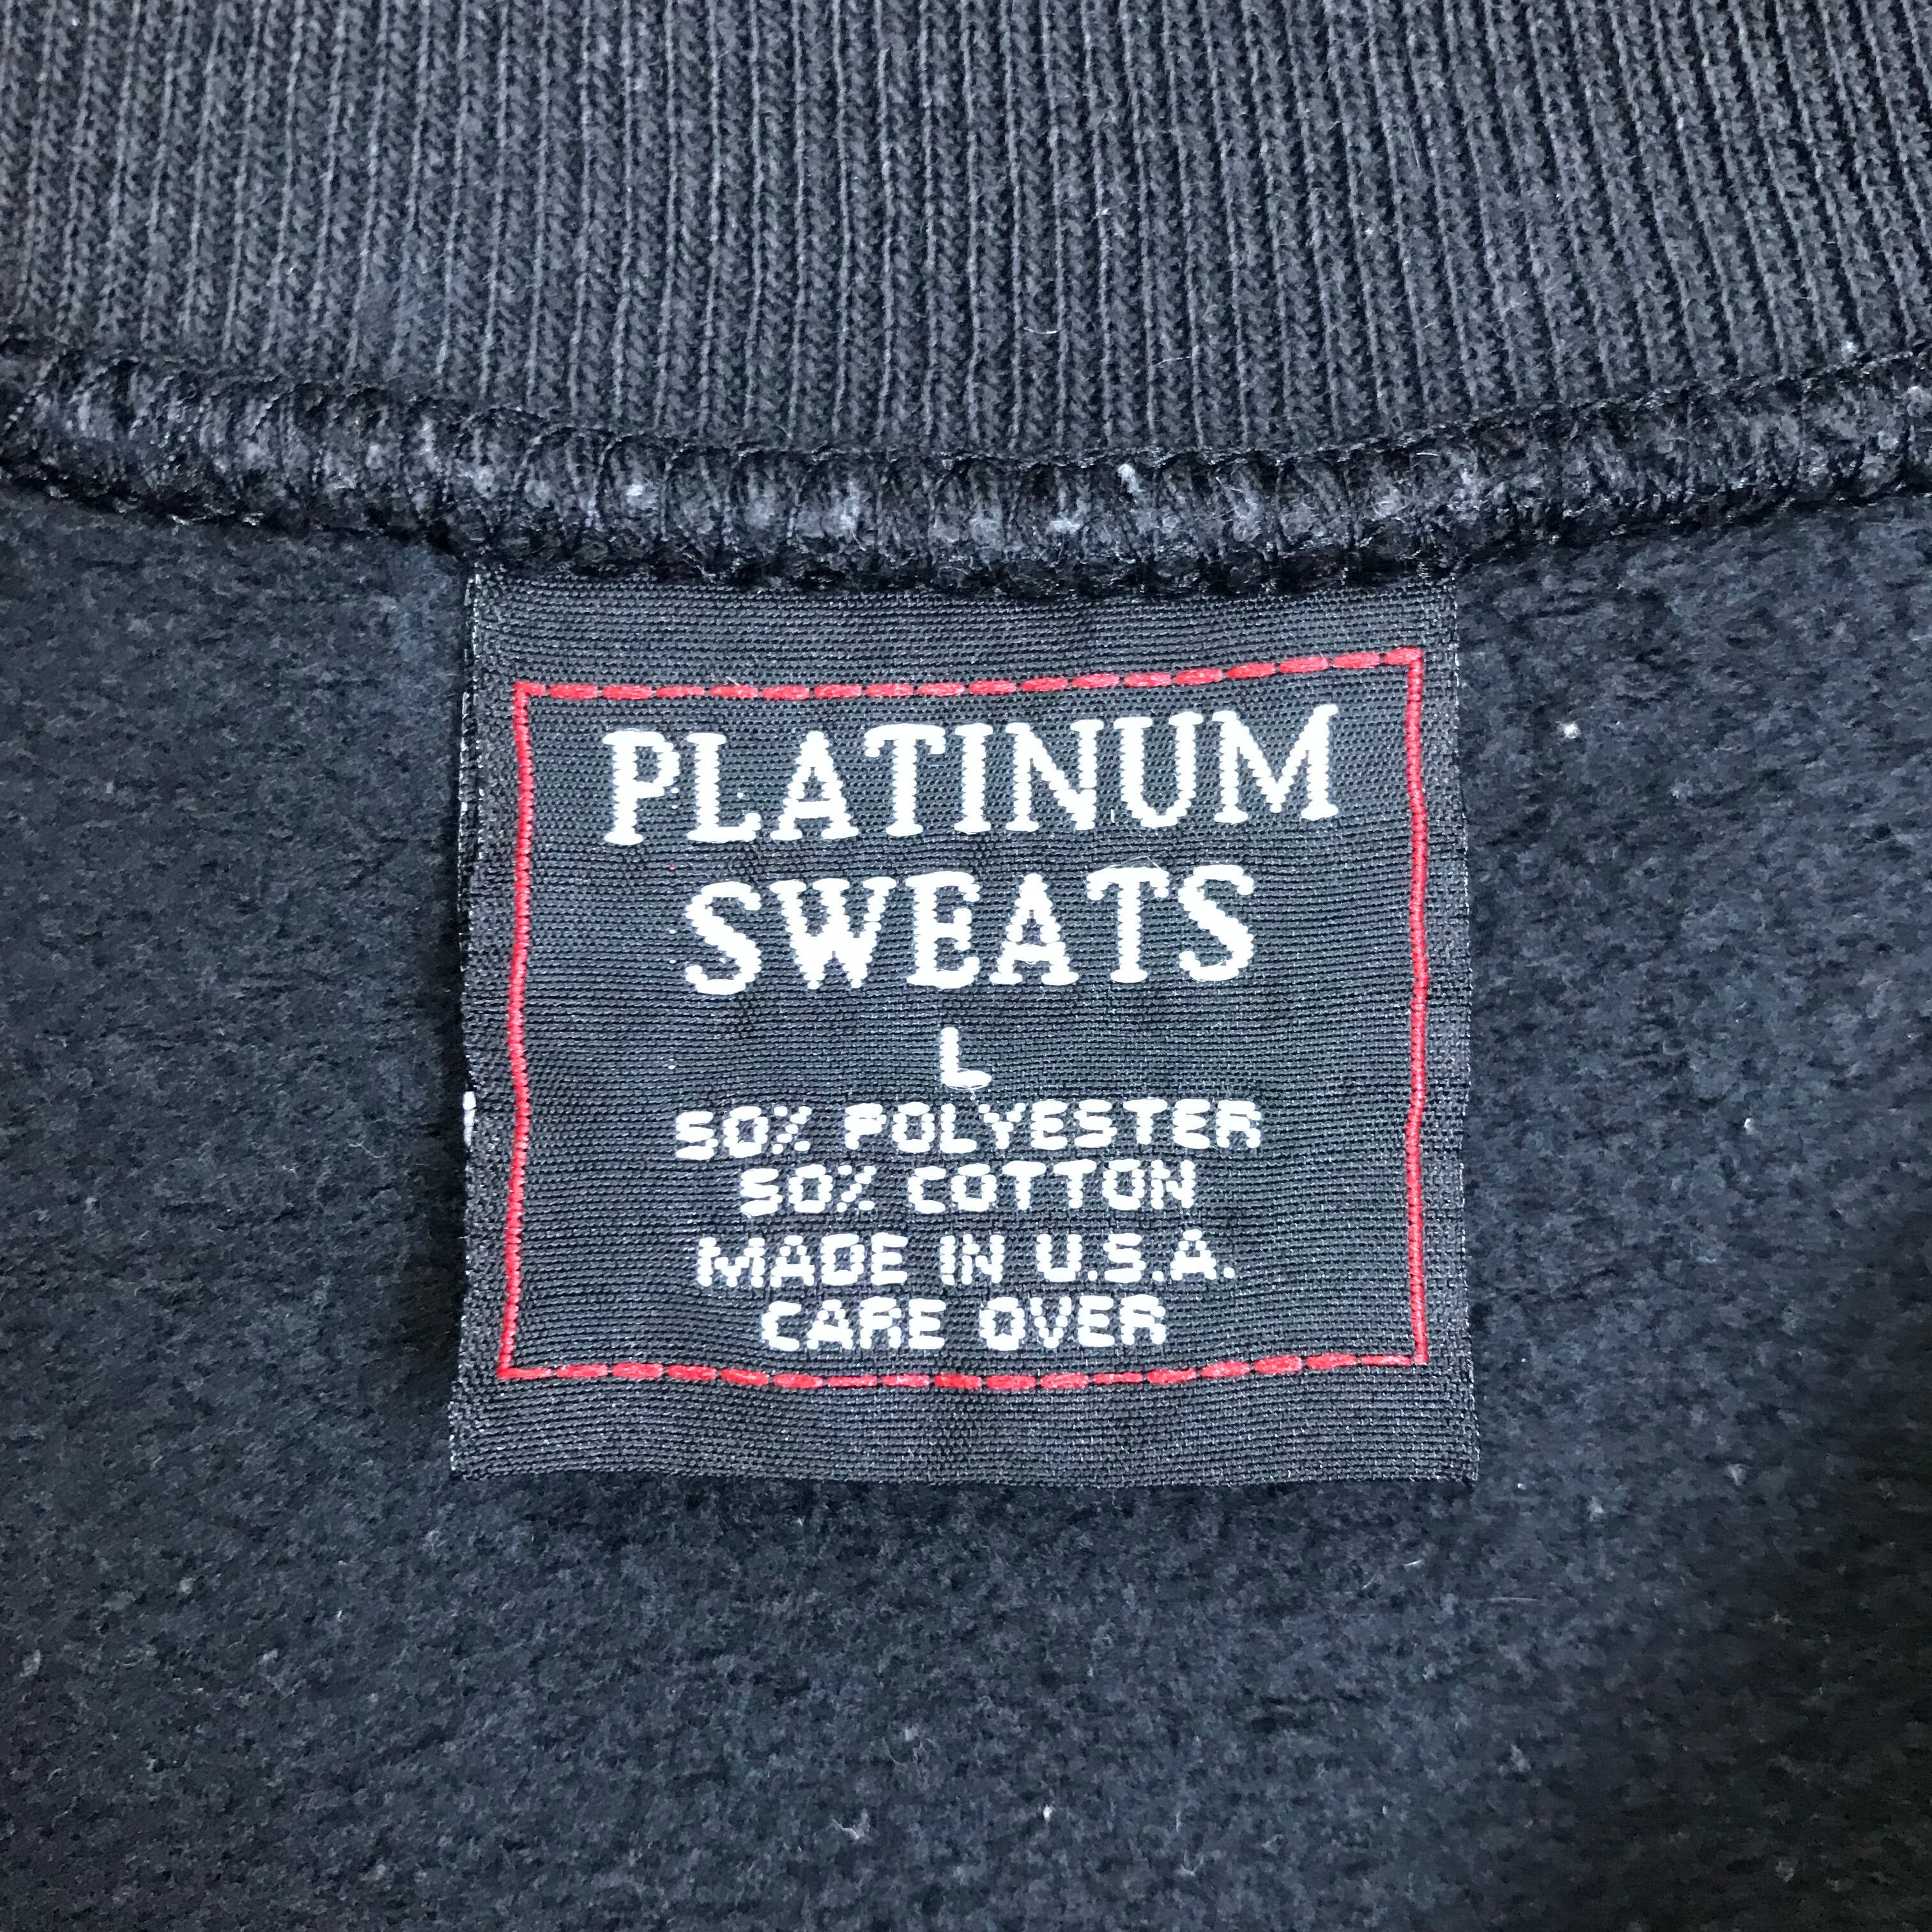 PLATINUM
SWEATS
L
50% POLYESTER
50% COTTON
MADE IN U.S.A.
CARE OVER